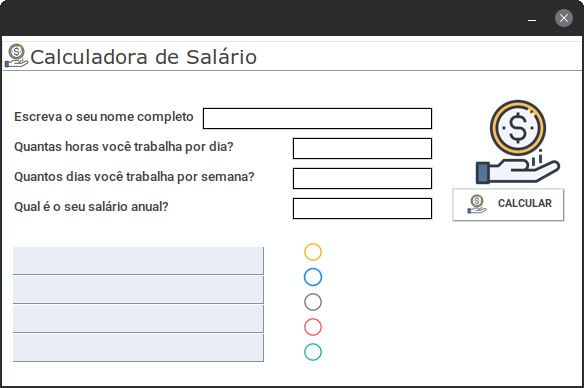 Calculadora de Salário
Escreva o seu nome completo
Quantas horas você trabalha por dia?
Quantos dias você trabalha por semana?
Qual é o seu salário anual?
CALCULAR